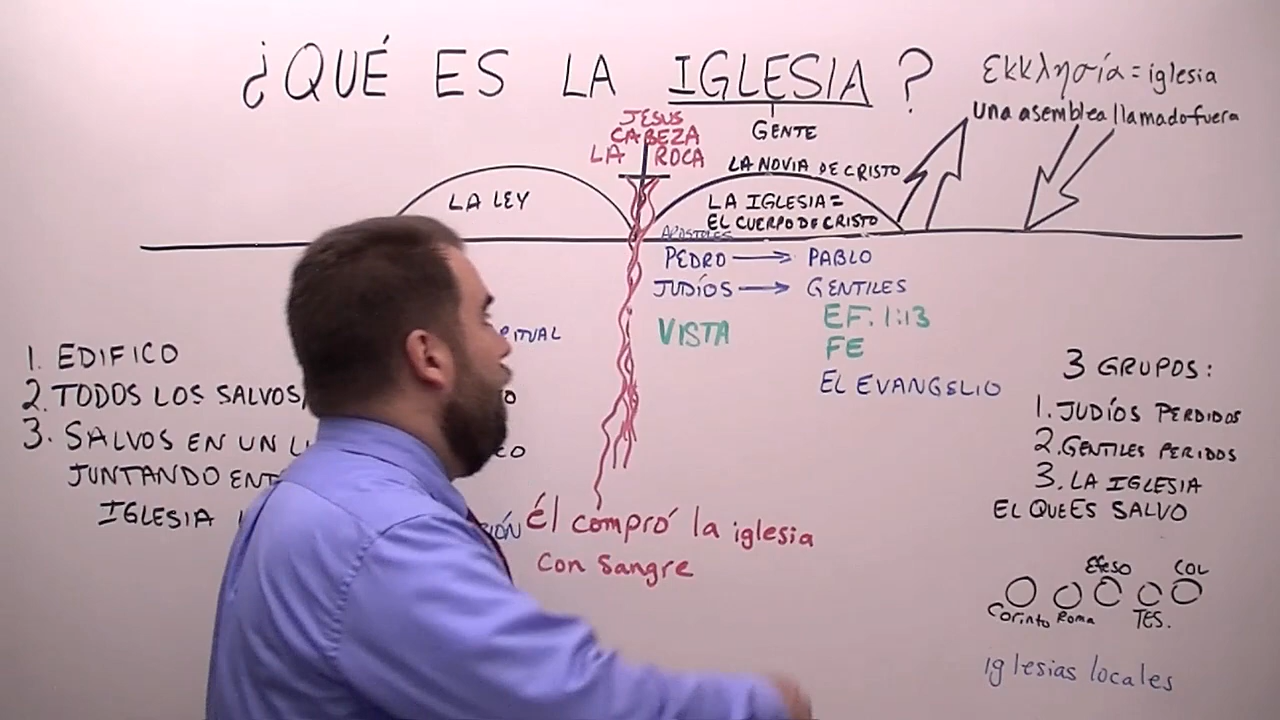 ¿QUÉ ES LA IGLESIA?
εκκλησία = iglesia
una asemblea llamado fuera
GENTE
JESUS
CABEZA
LA ROCA
LA NOVIA DE CRISTO
LA LEY
LA IGLESIA =
EL CUERPO DE CRISTO
APOSTOLES
PEDRO → PABLO
JUDÍOS → GENTILES
VISTA
EF. 1:13
FE
EL EVANGELIO
1. EDIFICO
2. TODOS LOS SALVOS
3. SALVOS EN UN
JUNTANDO
IGLESIA
él compró la iglesia
con sangre
3 GRUPOS:
1. JUDÍOS PERDIDOS
2. GENTILES PERIDOS
3. LA IGLESIA
EL QUE ES SALVO
Efeso
COL
Corinto
Roma
TES.
iglesias locales